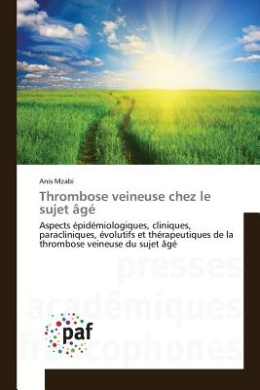 Anis Mzabi
Thrombose veineuse chez le
sujet âgé
Aspects épidémiologiques, cliniques,
paracliniques, évolutifs et thérapeutiques de la
thrombose veineuse du sujet âgé
presses
académiques
francophones
paf